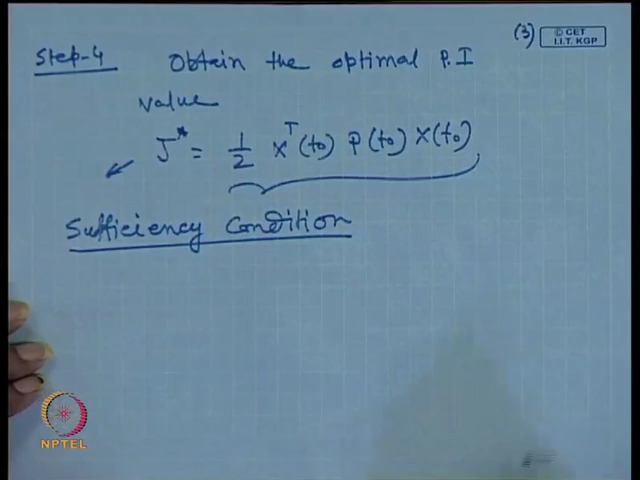 (3) © CET
I.I.T. KGP
Step-4 Obtain the optimal P.I
value
J* = 1/2 X^T(t0) P(t0) X(t0)
Sufficiency Condition
NPTEL